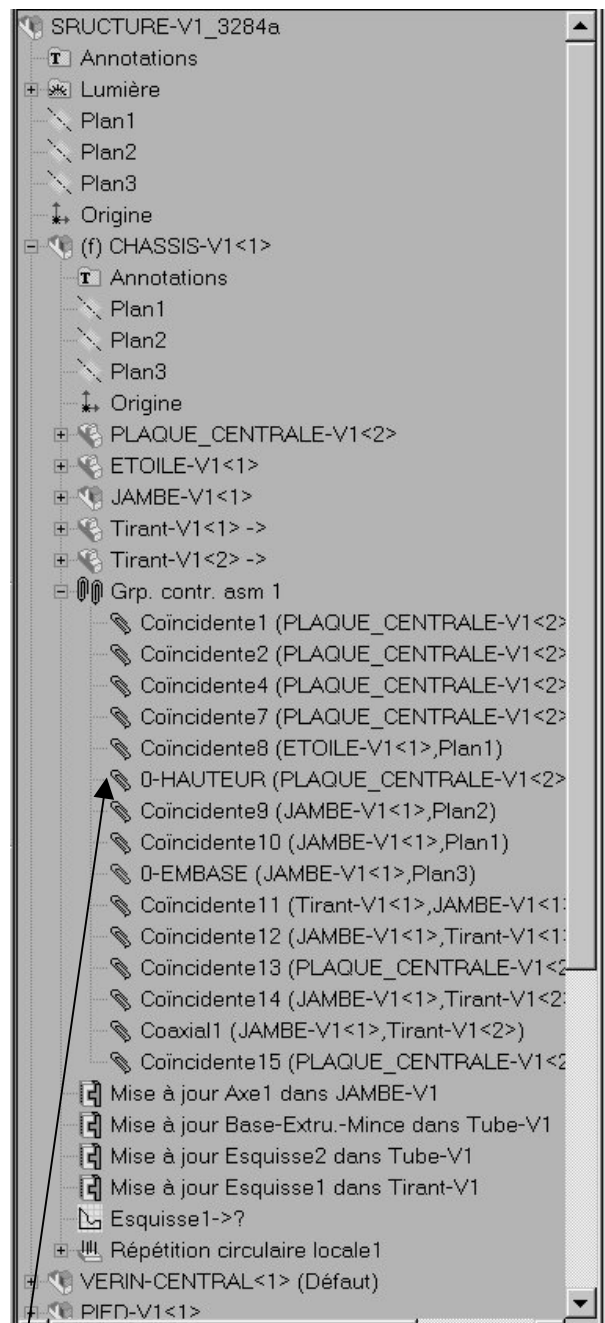 SRUCTURE-V1_3284a
Annotations
Lumière
Plan1
Plan2
Plan3
Origine
(f) CHASSIS-V1<1>
Annotations
Plan1
Plan2
Plan3
Origine
PLAQUE_CENTRALE-V1<2>
ETOILE-V1<1>
JAMBE-V1<1>
Tirant-V1<1> ->
Tirant-V1<2> ->
Grp. contr. asm 1
Coïncidente1 (PLAQUE_CENTRALE-V1<2>
Coïncidente2 (PLAQUE_CENTRALE-V1<2>
Coïncidente4 (PLAQUE_CENTRALE-V1<2>
Coïncidente7 (PLAQUE_CENTRALE-V1<2>
Coïncidente8 (ETOILE-V1<1>,Plan1)
0-HAUTEUR (PLAQUE_CENTRALE-V1<2>
Coïncidente9 (JAMBE-V1<1>,Plan2)
Coïncidente10 (JAMBE-V1<1>,Plan1)
0-EMBASE (JAMBE-V1<1>,Plan3)
Coïncidente11 (Tirant-V1<1>,JAMBE-V1<1
Coïncidente12 (JAMBE-V1<1>,Tirant-V1<1
Coïncidente13 (PLAQUE_CENTRALE-V1<2
Coïncidente14 (JAMBE-V1<1>,Tirant-V1<2
Coaxial1 (JAMBE-V1<1>,Tirant-V1<2>)
Coïncidente15 (PLAQUE_CENTRALE-V1<2
Mise à jour Axe1 dans JAMBE-V1
Mise à jour Base-Extru.-Mince dans Tube-V1
Mise à jour Esquisse2 dans Tube-V1
Mise à jour Esquisse1 dans Tirant-V1
Esquisse1->?
Répétition circulaire locale1
VERIN-CENTRAL<1> (Défaut)
PIED-V1<1>